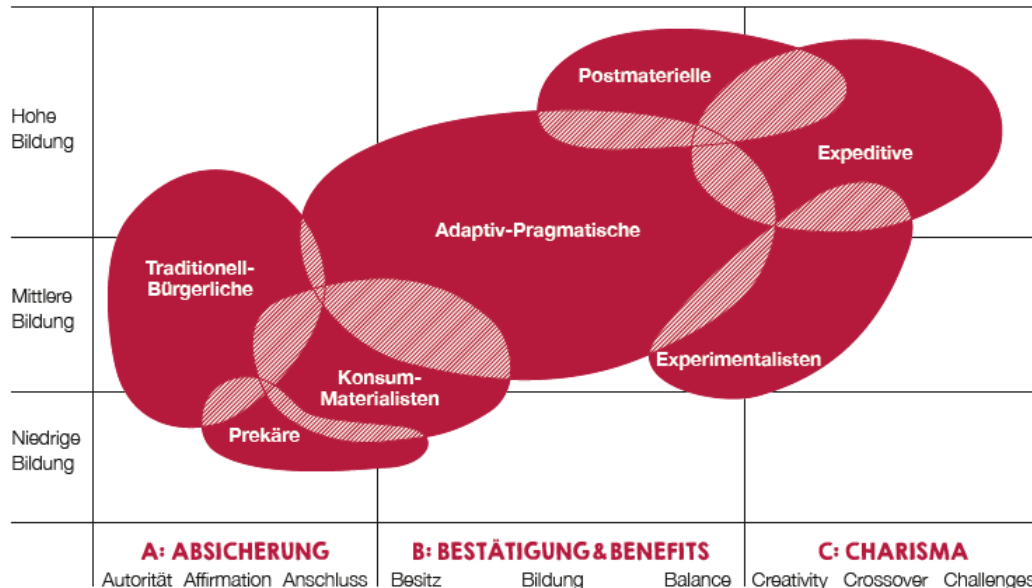 Postmaterielle
Hohe
Bildung
Expeditive
Adaptiv-Pragmatische
Traditionell-
Bürgerliche
Mittlere
Bildung
Experimentalisten
Konsum-
Materialisten
Prekäre
Niedrige
Bildung
A: ABSICHERUNG
B: BESTÄTIGUNG & BENEFITS
C: CHARISMA
Autorität Affirmation Anschluss Besitz Bildung Balance Creativity Crossover Challenges